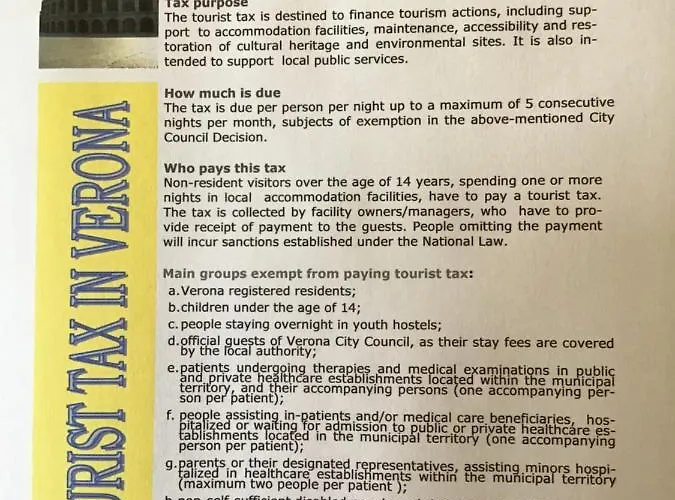 Tax purpose
The tourist tax is destined to finance tourism actions, including sup-
port to accommodation facilities, maintenance, accessibility and res-
toration of cultural heritage and environmental sites. It is also in-
tended to support local public services.
How much is due
The tax is due per person per night up to a maximum of 5 consecutive
nights per month, subjects of exemption in the above-mentioned City
Council Decision.
Who pays this tax
Non-resident visitors over the age of 14 years, spending one or more
nights in local accommodation facilities, have to pay a tourist tax.
The tax is collected by facility owners/managers, who have to pro-
vide receipt of payment to the guests. People omitting the payment
will incur sanctions established under the National Law.
Main groups exempt from paying tourist tax:
a. Verona registered residents;
b. children under the age of 14;
c. people staying overnight in youth hostels;
d. official guests of Verona City Council, as their stay fees are covered
by the local authority;
e. patients undergoing therapies and medical examinations in public
and private healthcare establishments located within the municipal
territory, and their accompanying persons (one accompanying per-
son per patient);
f. people assisting in-patients and/or medical care beneficiaries, hos-
pitalized or waiting for admission to public or private healthcare es-
tablishments located in the municipal territory (one accompanying
person per patient);
g. parents or their designated representatives, assisting minors hospi-
talized in healthcare establishments within the municipal territory
(maximum two people per patient );
URIST TAX IN VERONA